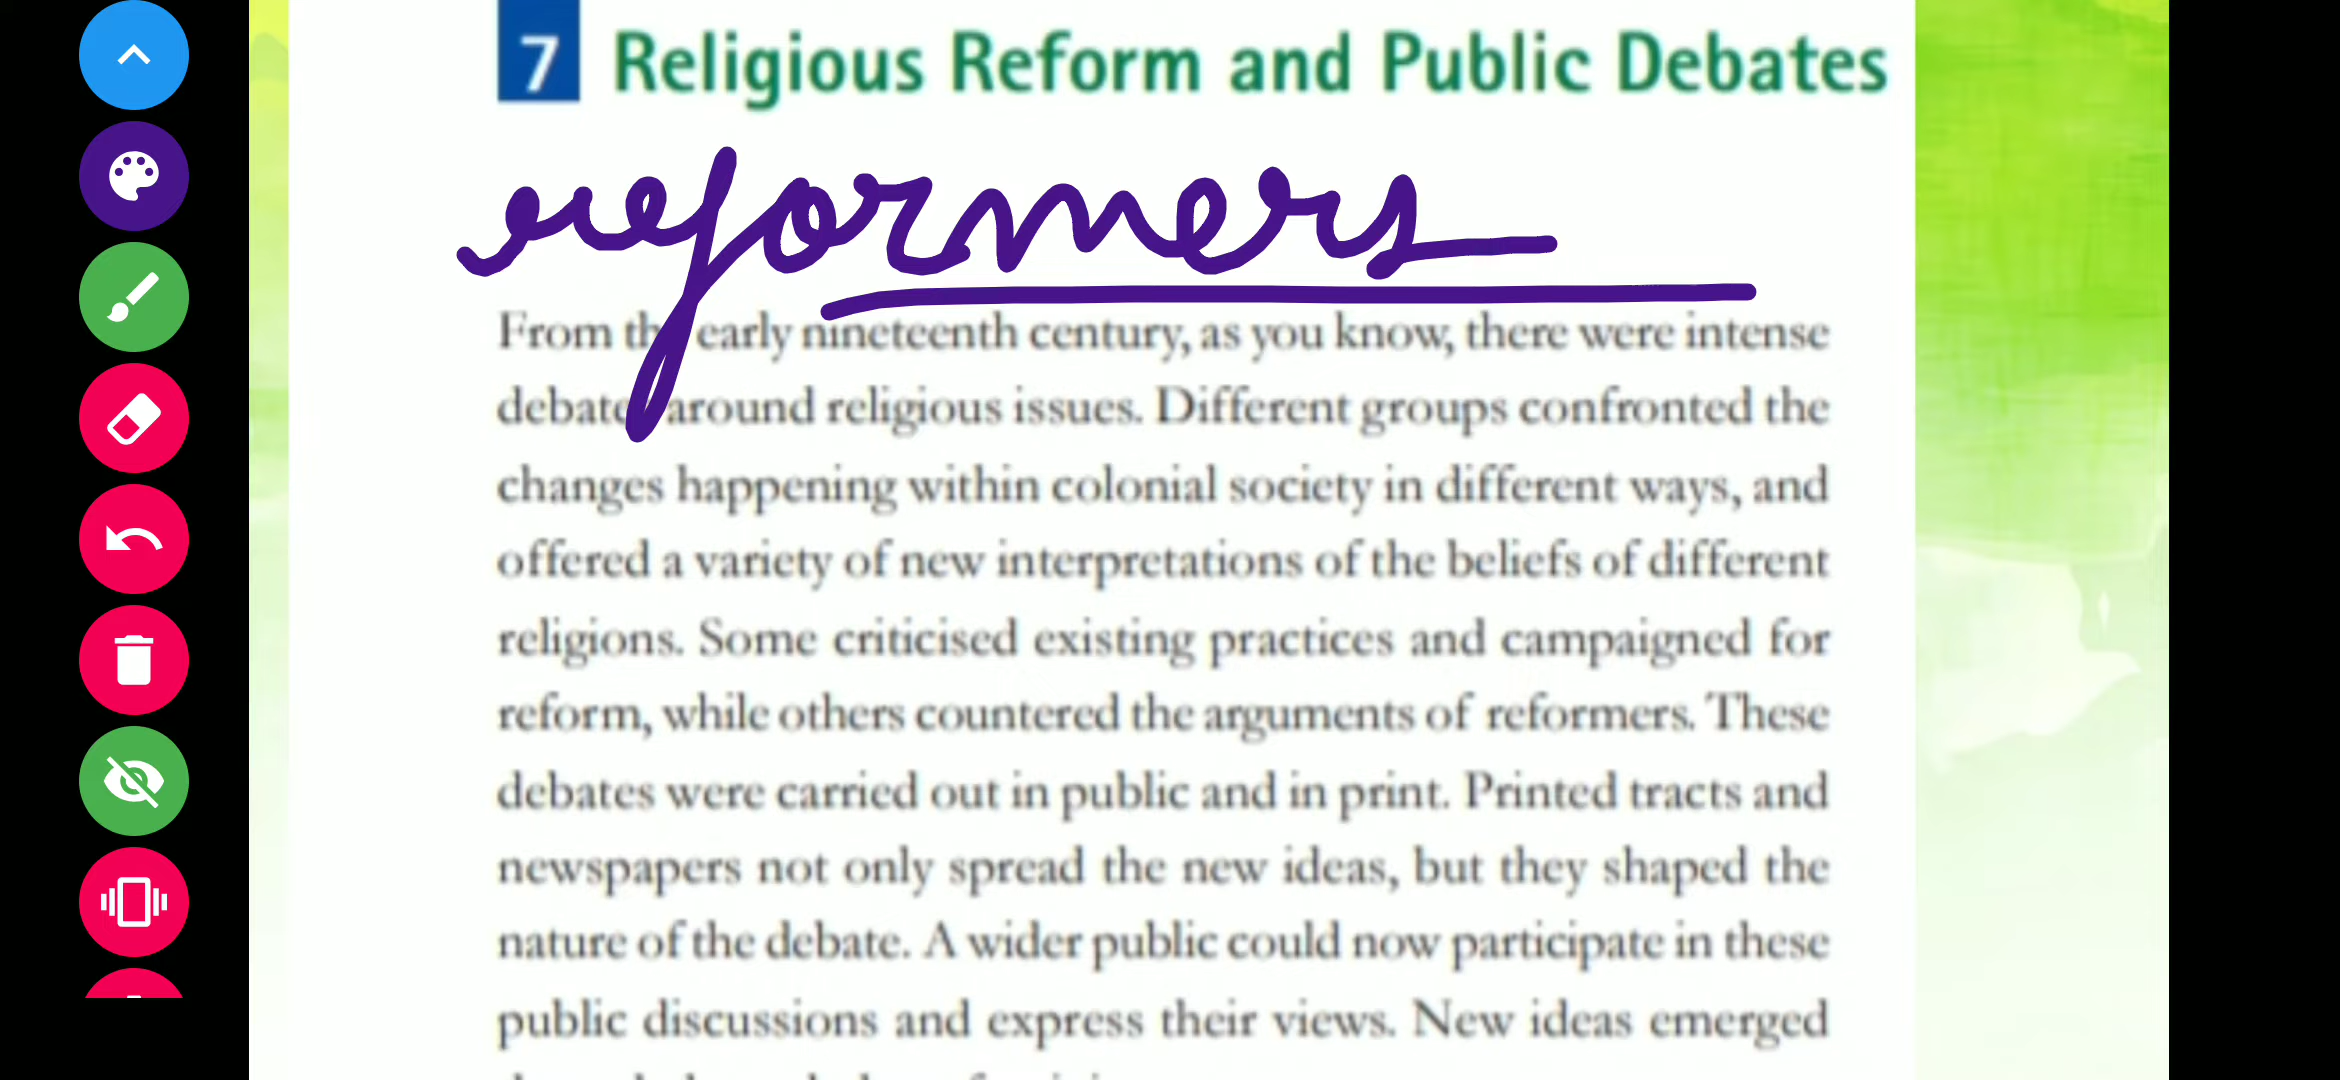 7 Religious Reform and Public Debates
reformers
From the early nineteenth century, as you know, there were intense
debates around religious issues. Different groups confronted the
changes happening within colonial society in different ways, and
offered a variety of new interpretations of the beliefs of different
religions. Some criticised existing practices and campaigned for
reform, while others countered the arguments of reformers. These
debates were carried out in public and in print. Printed tracts and
newspapers not only spread the new ideas, but they shaped the
nature of the debate. A wider public could now participate in these
public discussions and express their views. New ideas emerged